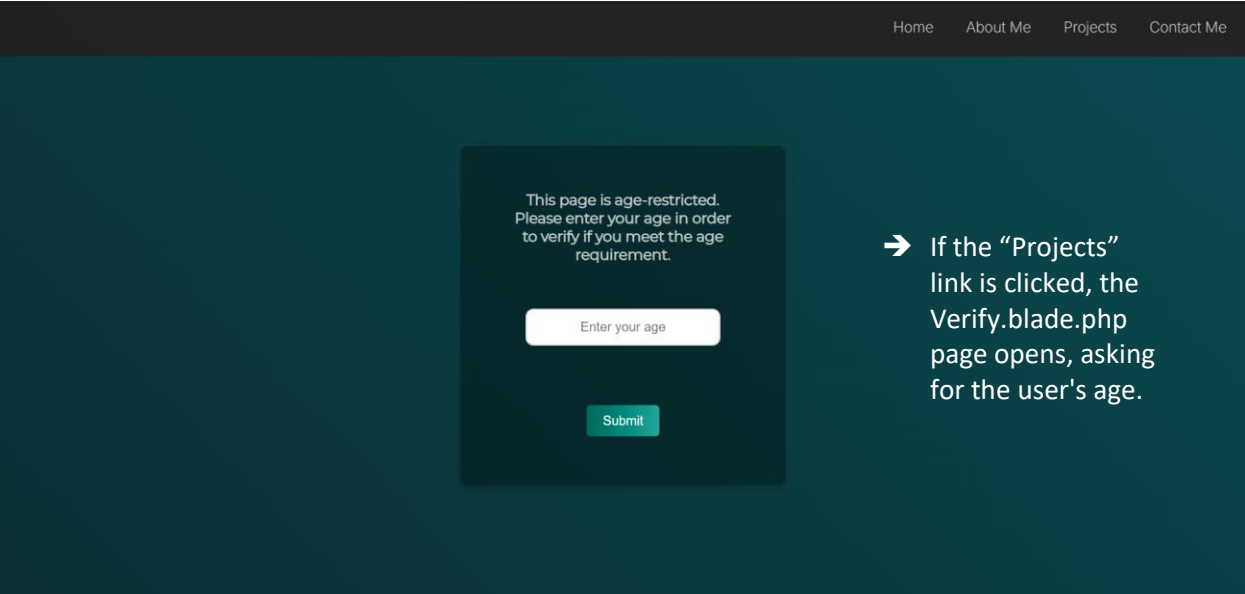 Home About Me Projects Contact Me
This page is age-restricted.
Please enter your age in order
to verify if you meet the age
requirement.
Enter your age
Submit
➔ If the “Projects”
link is clicked, the
Verify.blade.php
page opens, asking
for the user's age.